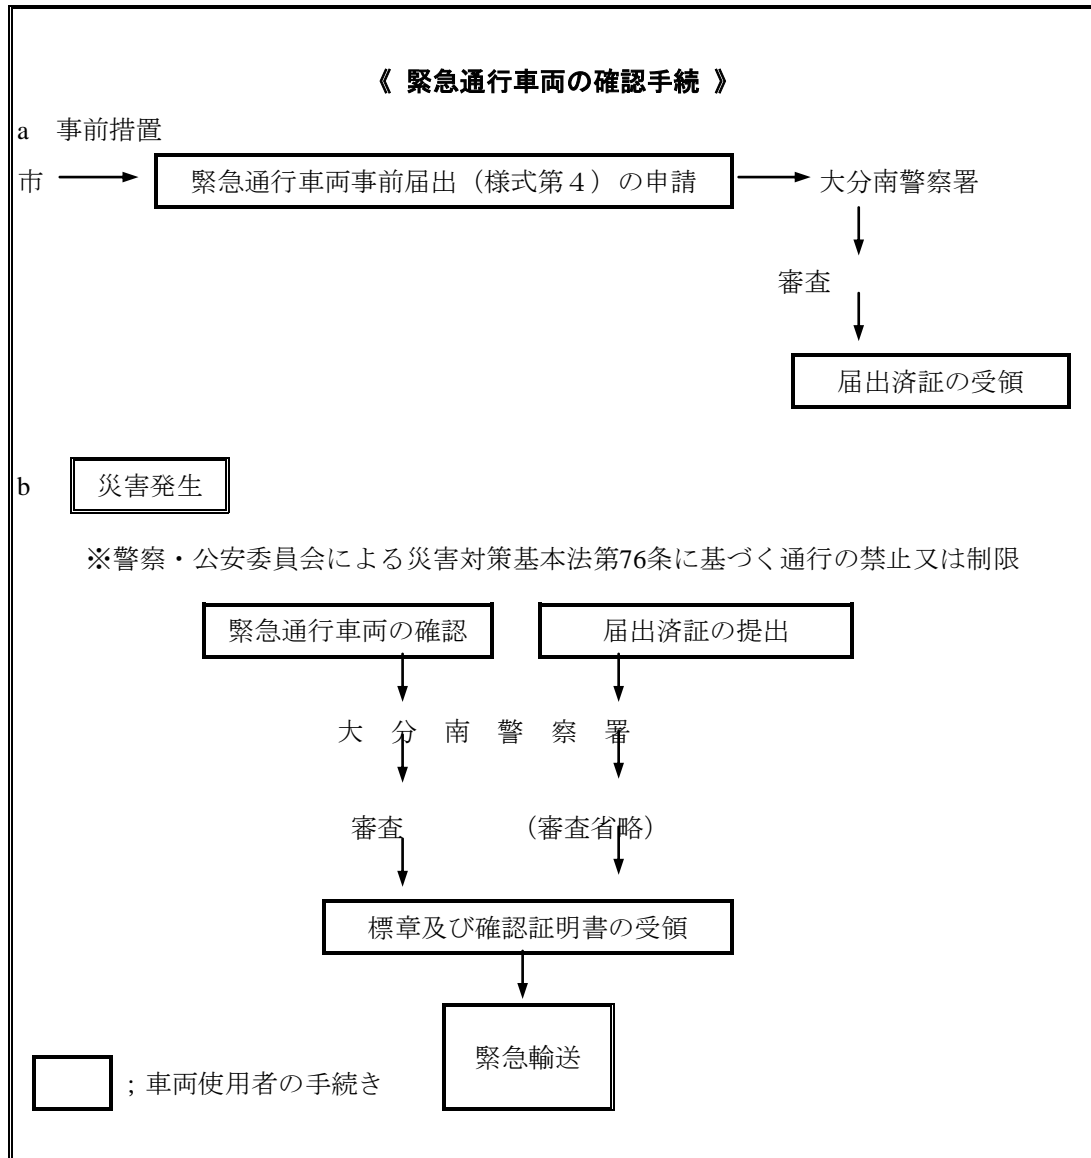 《 緊急通行車両の確認手続 》
a 事前措置
市 緊急通行車両事前届出（様式第４）の申請 大分南警察署
審査
届出済証の受領
b 災害発生
※警察・公安委員会による災害対策基本法第76条に基づく通行の禁止又は制限
緊急通行車両の確認 届出済証の提出
大 分 南 警 察 署
審査 （審査省略）
標章及び確認証明書の受領
緊急輸送
；車両使用者の手続き